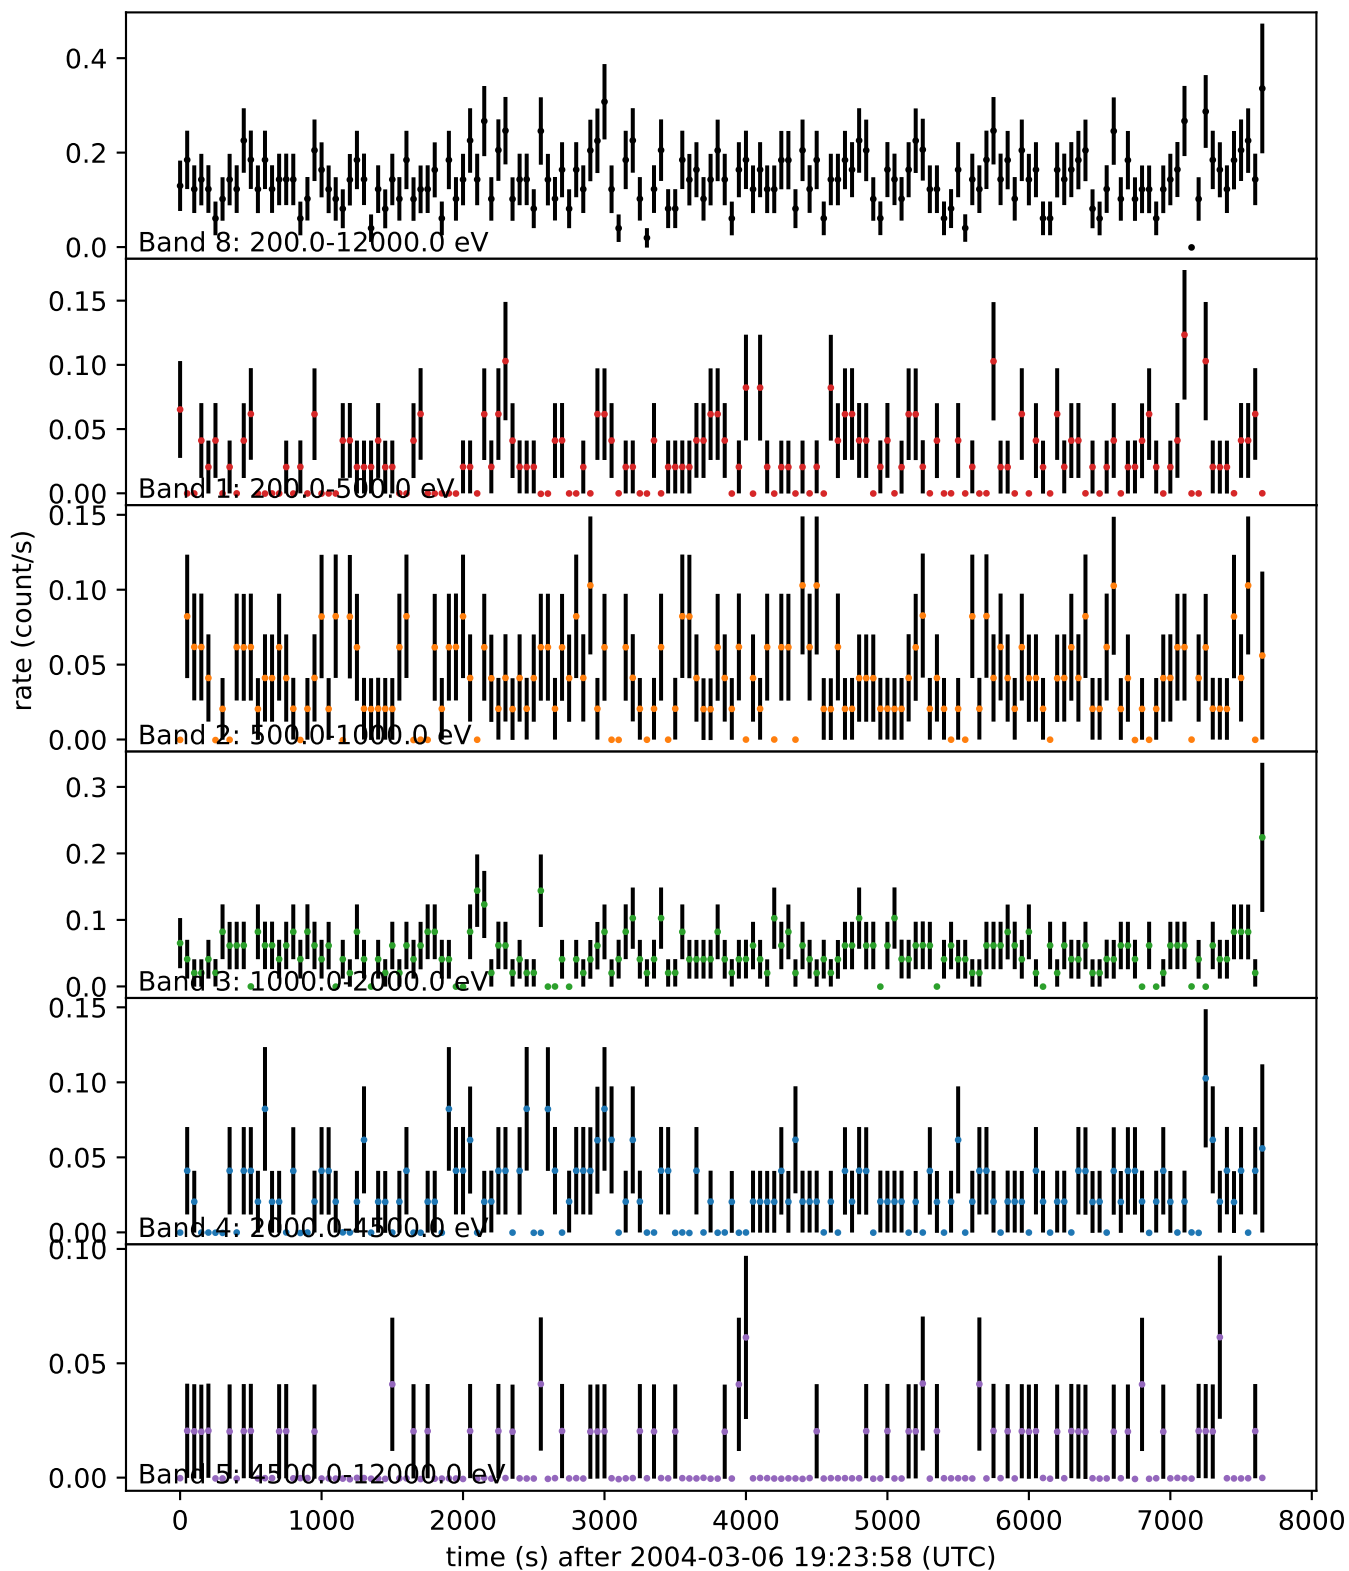 0.4
0.2
0.0
Band 8: 200.0-12000.0 eV
0.15
0.10
0.05
0.00
Band 1: 200.0-500.0 eV
rate (count/s)
0.15
0.10
0.05
0.00
Band 2: 500.0-1000.0 eV
0.3
0.2
0.1
0.0
Band 3: 1000.0-2000.0 eV
0.15
0.10
0.05
0.00
Band 4: 2000.0-4500.0 eV
0.10
0.05
0.00
Band 5: 4500.0-12000.0 eV
0 1000 2000 3000 4000 5000 6000 7000 8000
time (s) after 2004-03-06 19:23:58 (UTC)